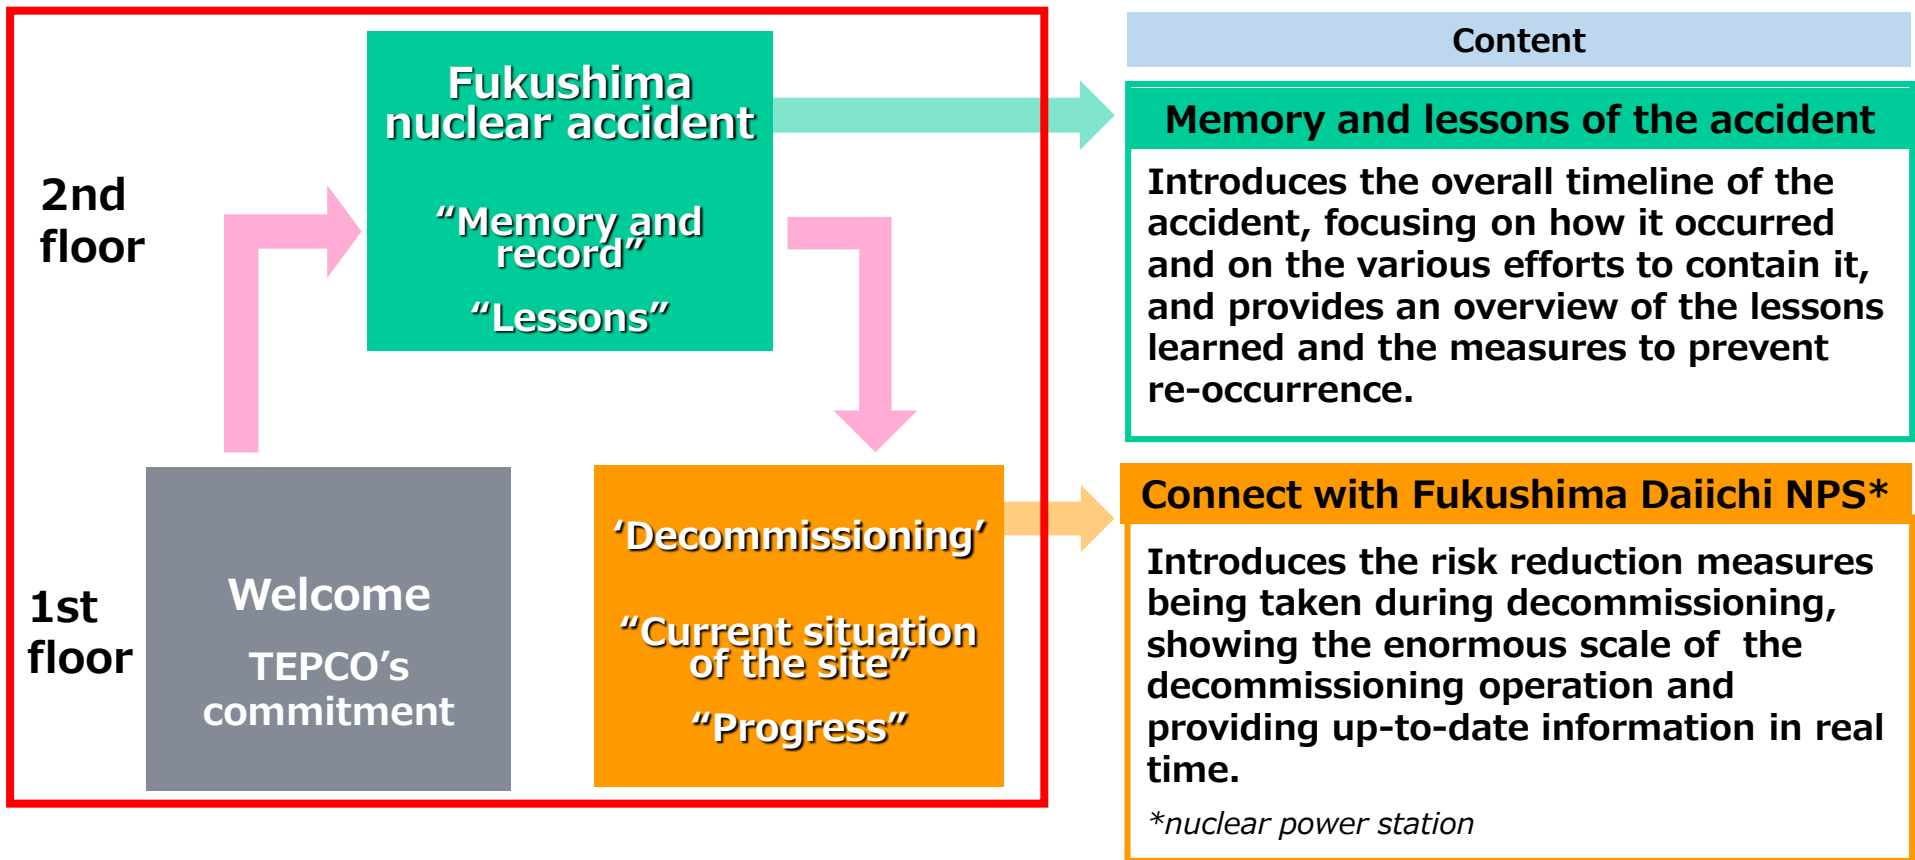 2nd
floor
Fukushima
nuclear accident
“Memory and
record”
“Lessons”
1st
floor
Welcome
TEPCO’s
commitment
‘Decommissioning’
“Current situation
of the site”
“Progress”
Content
Memory and lessons of the accident
Introduces the overall timeline of the
accident, focusing on how it occurred
and on the various efforts to contain it,
and provides an overview of the lessons
learned and the measures to prevent
re-occurrence.
Connect with Fukushima Daiichi NPS*
Introduces the risk reduction measures
being taken during decommissioning,
showing the enormous scale of  the
decommissioning operation and
providing up-to-date information in real
time.
*nuclear power station